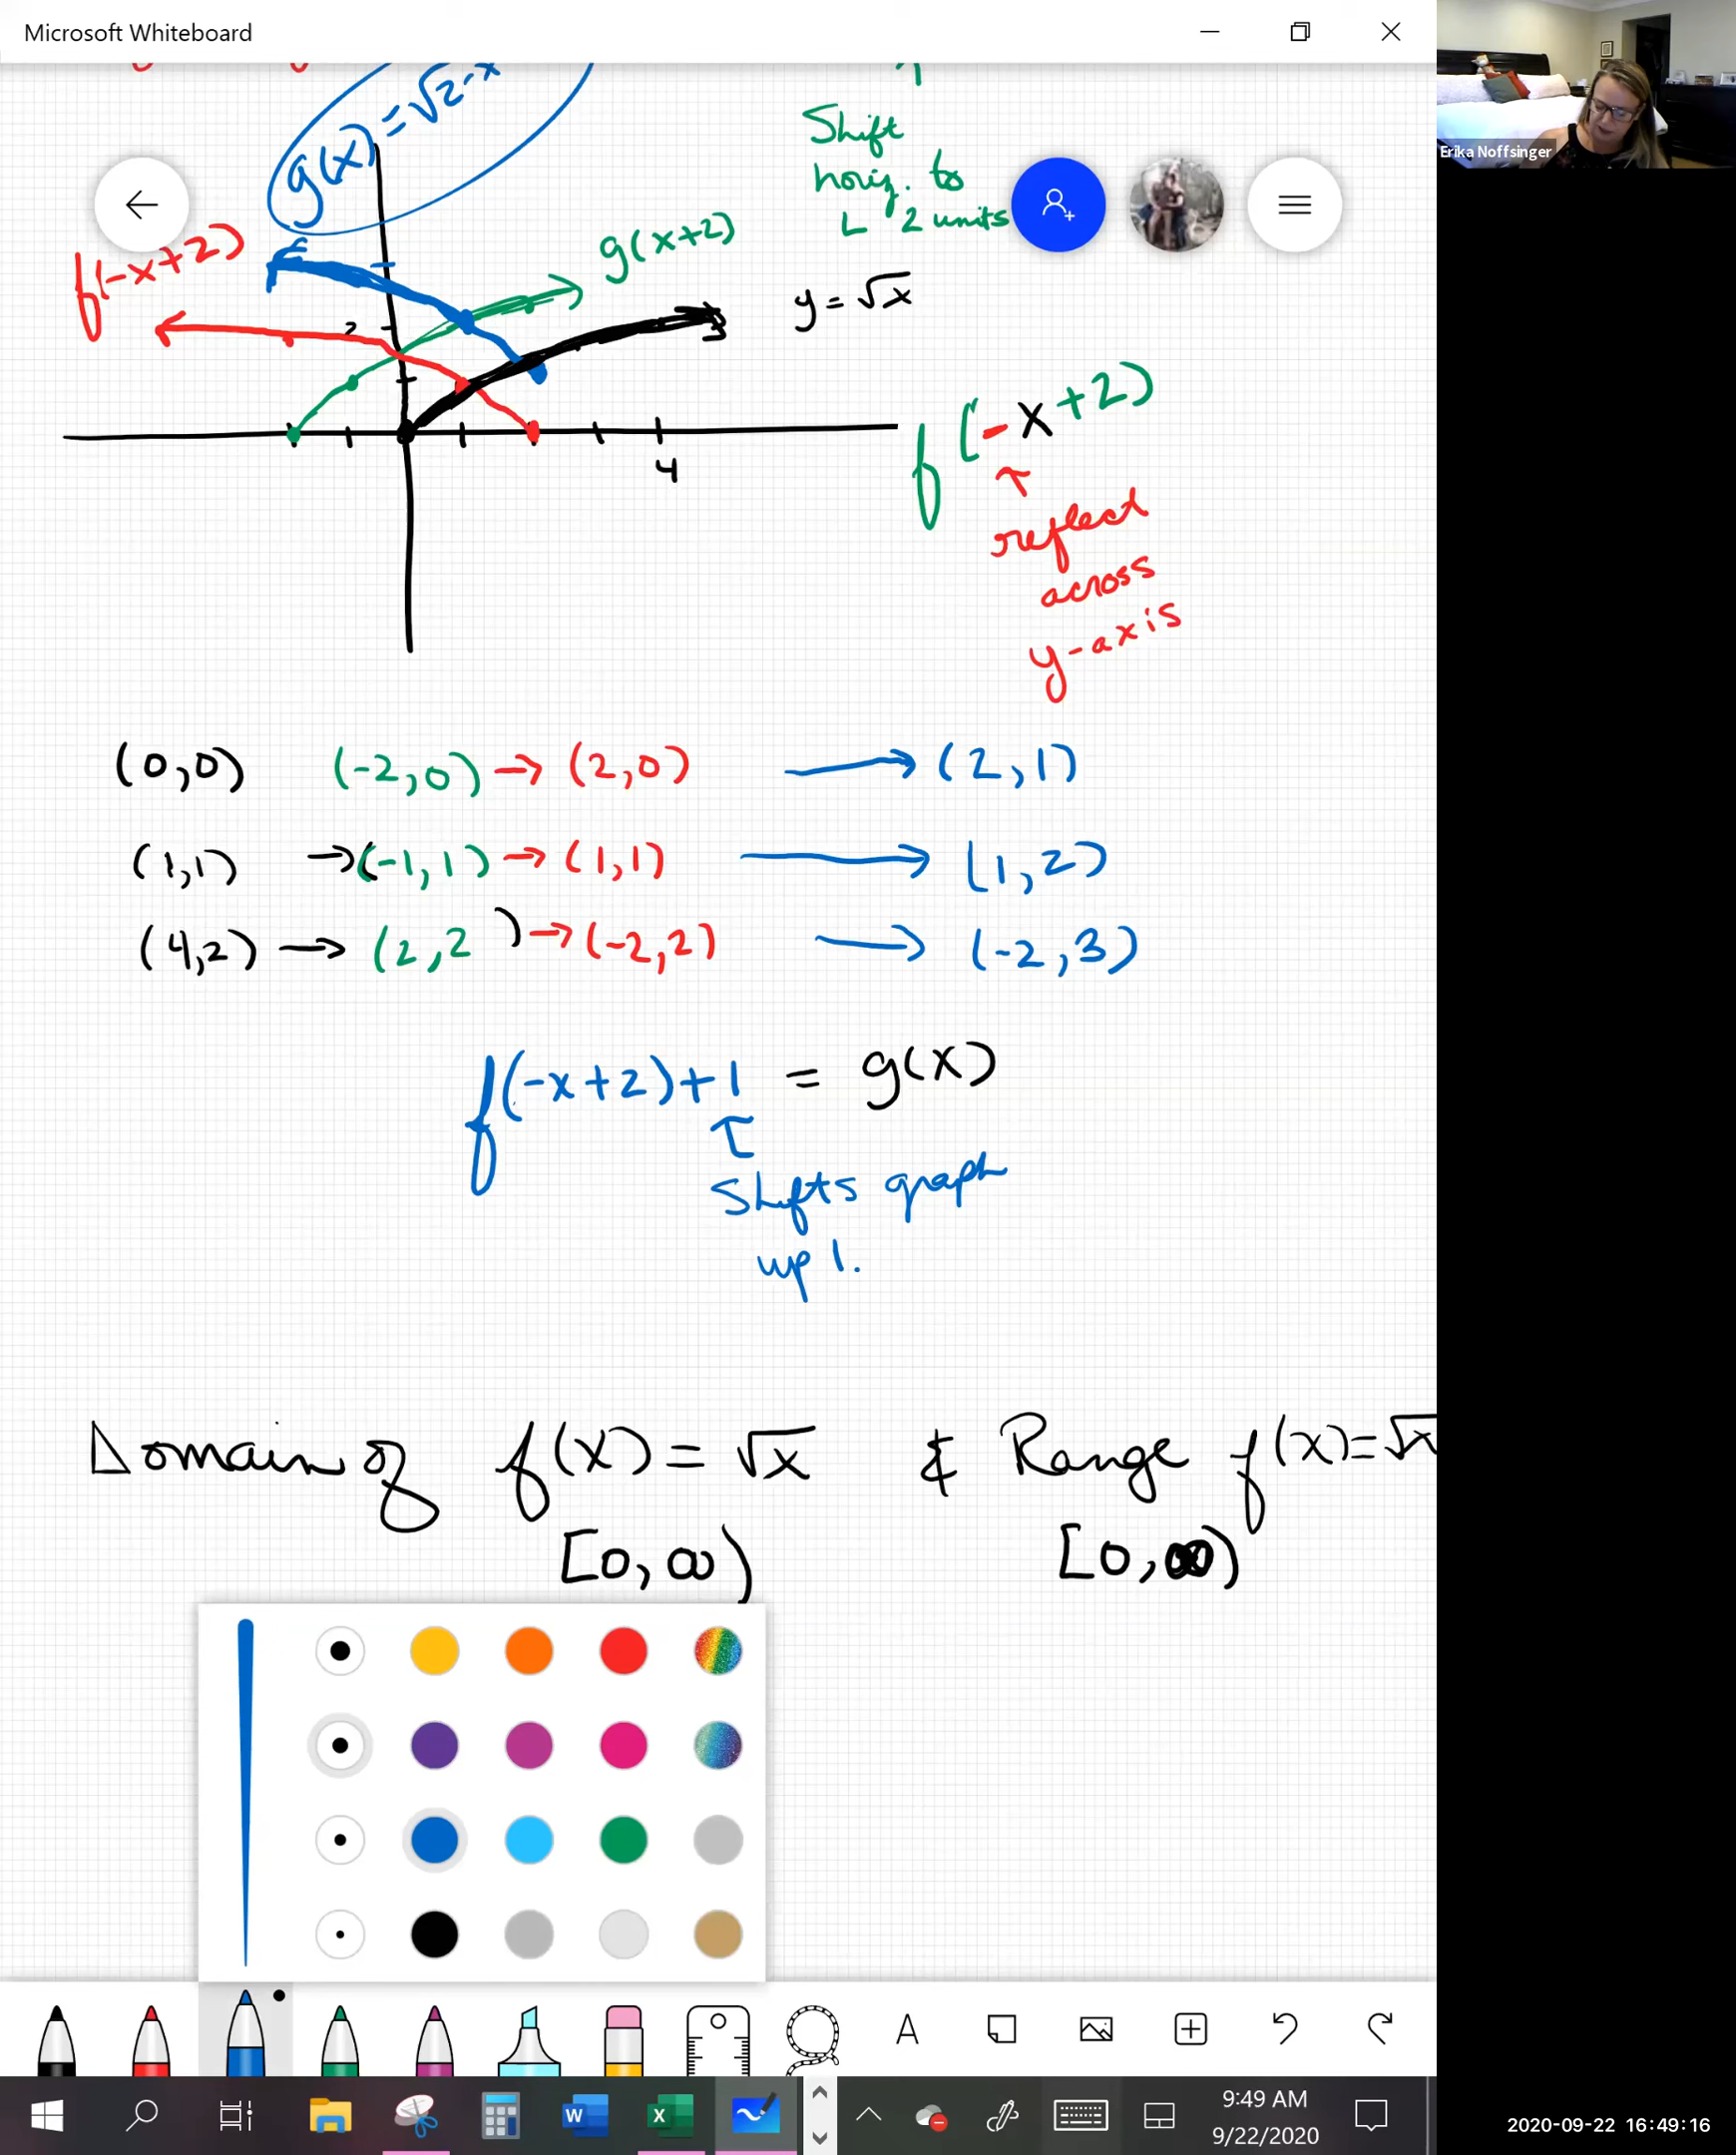 Microsoft Whiteboard
g(x) = √2-x
Shift
horiz. to
L 2 units
Erika Noffsinger
f(-x+2)
g(x+2)
y = √x
2
4
f(-x+2)
reflect
across
y-axis
(0,0) (-2,0) → (2,0) → (2,1)
(1,1) → (-1,1) → (1,1) → (1,2)
(4,2) → (2,2) → (-2,2) → (-2,3)
f(-x+2)+1 = g(x)
Shifts graph
up 1.
Domain of f(x) = √x & Range f(x)=√x
[0, ∞) [0, ∞)
A
W
X
9:49 AM
9/22/2020
2020-09-22 16:49:16